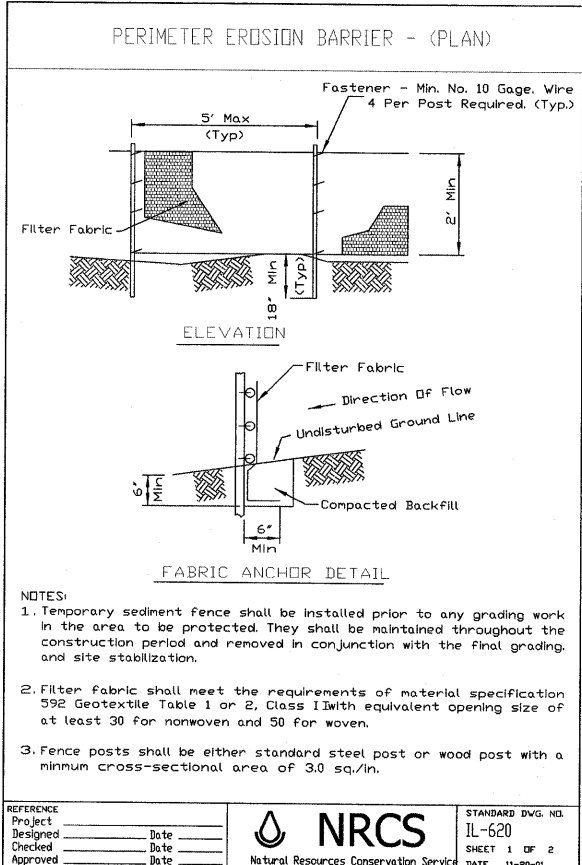 PERIMETER EROSION BARRIER - (PLAN)
Fastener - Min. No. 10 Gage. Wire
4 Per Post Required. (Typ.)
5' Max
(Typ)
2' Min
Filter Fabric
18" Min
(Typ)
ELEVATION
Filter Fabric
Direction Of Flow
Undisturbed Ground Line
6"
Min
Compacted Backfill
6"
Min
FABRIC ANCHOR DETAIL
NOTES:
1. Temporary sediment fence shall be installed prior to any grading work
in the area to be protected. They shall be maintained throughout the
construction period and removed in conjunction with the final grading.
and site stabilization.
2. Filter fabric shall meet the requirements of material specification
592 Geotextile Table 1 or 2, Class I Iwith equivalent opening size of
at least 30 for nonwoven and 50 for woven.
3. Fence posts shall be either standard steel post or wood post with a
minmum cross-sectional area of 3.0 sq./in.
REFERENCE
Project
Designed Date
Checked Date
Approved Date
NRCS
Natural Resources Conservation Service
STANDARD DWG. NO.
IL-620
SHEET 1 OF 2
DATE 11-20-01